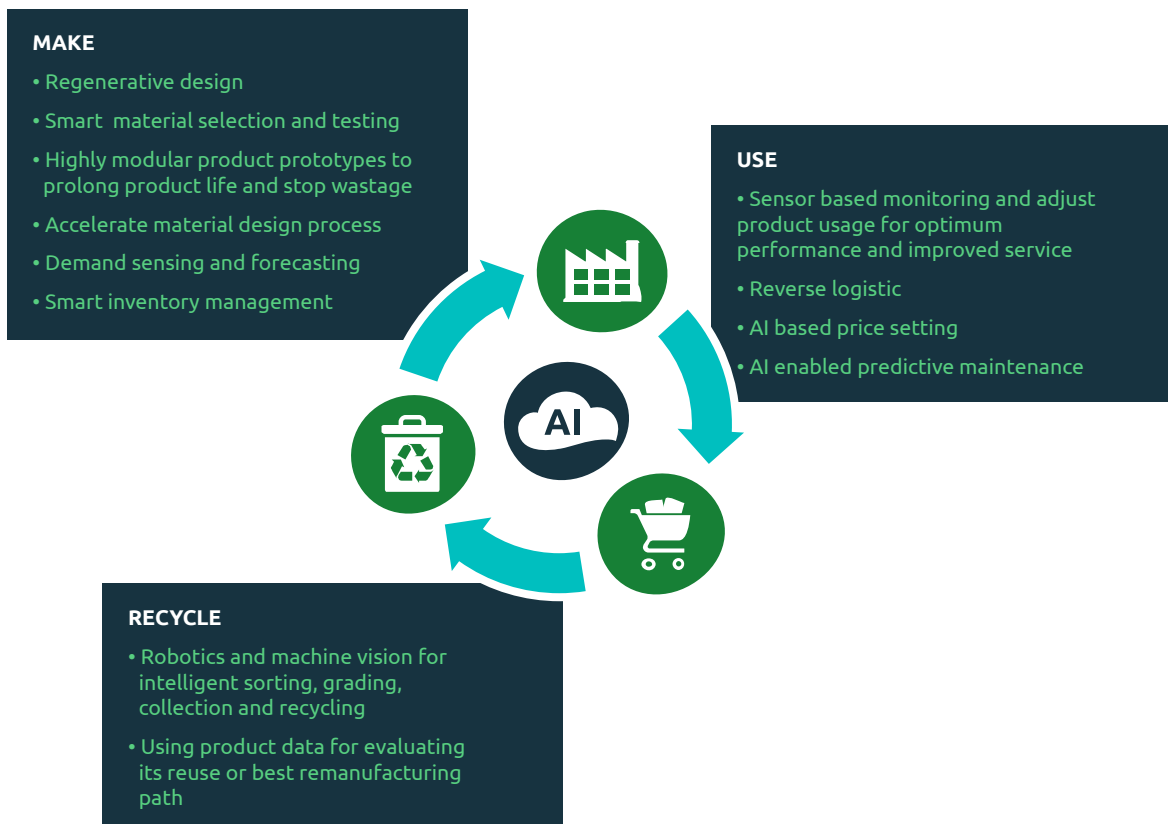 MAKE
• Regenerative design
• Smart  material selection and testing
• Highly modular product prototypes to
prolong product life and stop wastage
• Accelerate material design process
• Demand sensing and forecasting
• Smart inventory management
USE
• Sensor based monitoring and adjust
product usage for optimum
performance and improved service
• Reverse logistic
• AI based price setting
• AI enabled predictive maintenance
AI
RECYCLE
• Robotics and machine vision for
intelligent sorting, grading,
collection and recycling
• Using product data for evaluating
its reuse or best remanufacturing
path